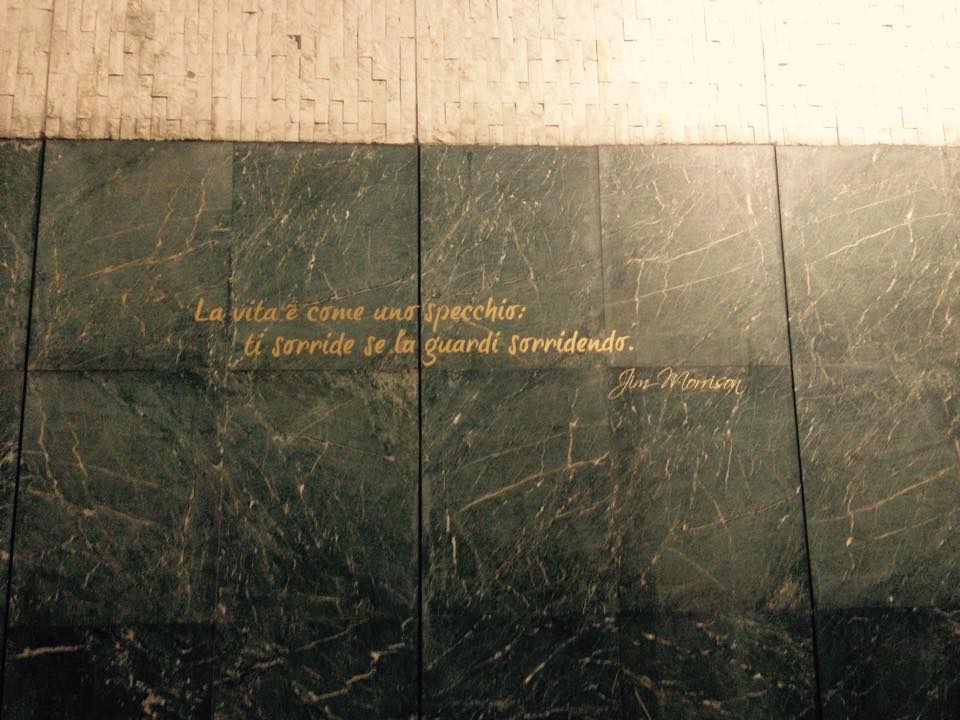 La vita è come uno specchio:
ti sorride se la guardi sorridendo.
Jim Morrison